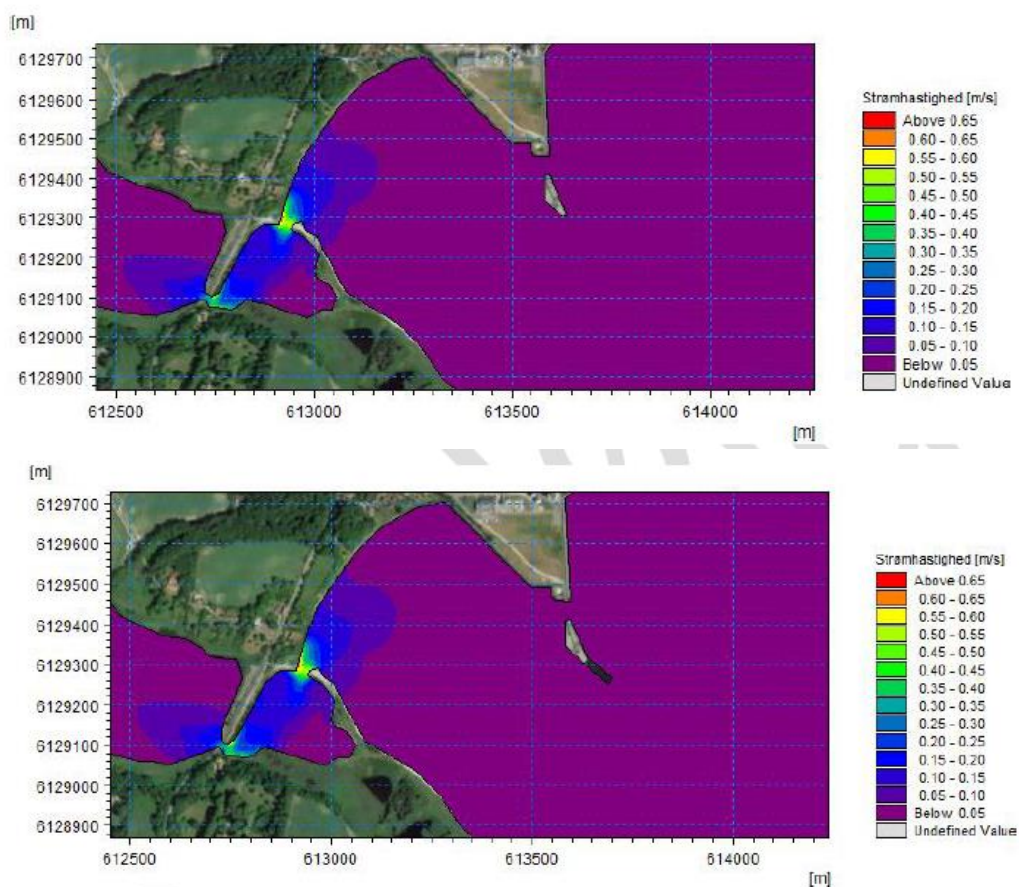 [m]
6129700
6129600
6129500
6129400
6129300
6129200
6129100
6129000
6128900
612500 613000 613500 614000
[m]
Strømhastighed [m/s]
Above 0.65
0.60 - 0.65
0.55 - 0.60
0.50 - 0.55
0.45 - 0.50
0.40 - 0.45
0.35 - 0.40
0.30 - 0.35
0.25 - 0.30
0.20 - 0.25
0.15 - 0.20
0.10 - 0.15
0.05 - 0.10
Below 0.05
Undefined Value
[m]
6129700
6129600
6129500
6129400
6129300
6129200
6129100
6129000
6128900
612500 613000 613500 614000
[m]
Strømhastighed [m/s]
Above 0.65
0.60 - 0.65
0.55 - 0.60
0.50 - 0.55
0.45 - 0.50
0.40 - 0.45
0.35 - 0.40
0.30 - 0.35
0.25 - 0.30
0.20 - 0.25
0.15 - 0.20
0.10 - 0.15
0.05 - 0.10
Below 0.05
Undefined Value